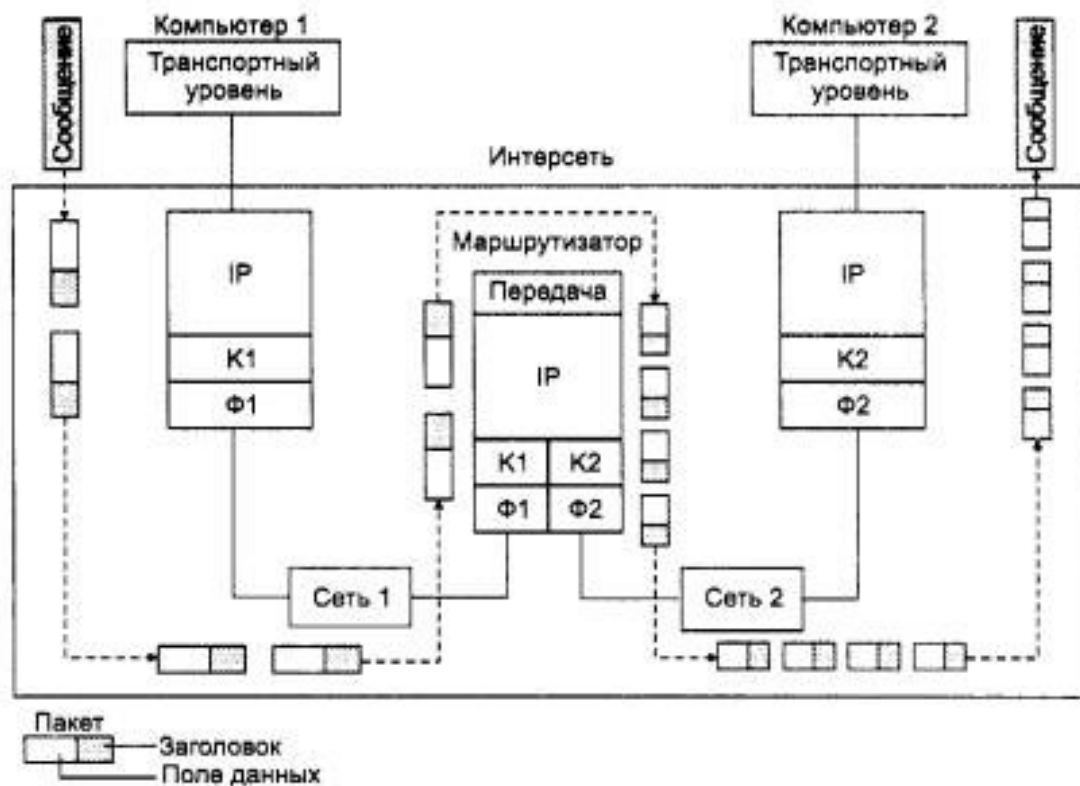 Сообщение
Компьютер 1
Транспортный
уровень
Компьютер 2
Транспортный
уровень
Сообщение
Интерсеть
IP
К1
Ф1
Маршрутизатор
Передача
IP
К1 К2
Ф1 Ф2
IP
К2
Ф2
Сеть 1
Сеть 2
Пакет
Заголовок
Поле данных